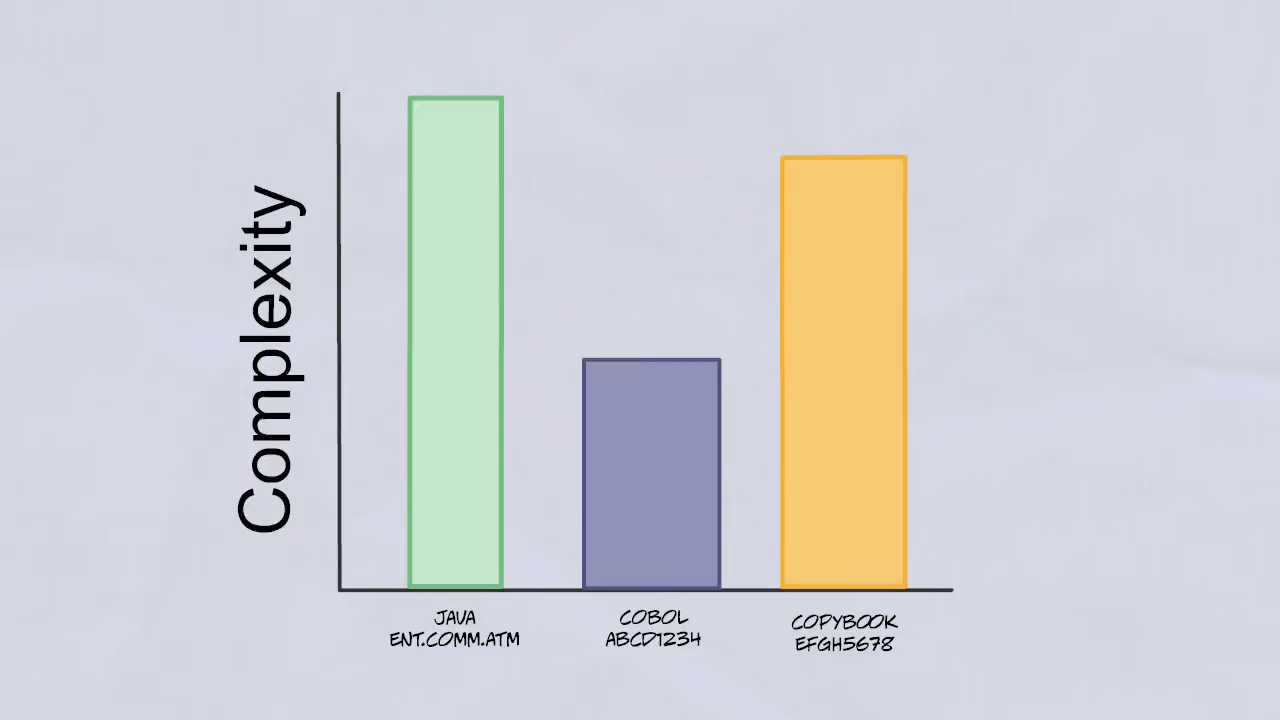 Complexity
JAVA
ENT.COMM.ATM
COBOL
ABCD1234
COPYBOOK
EFGH5678